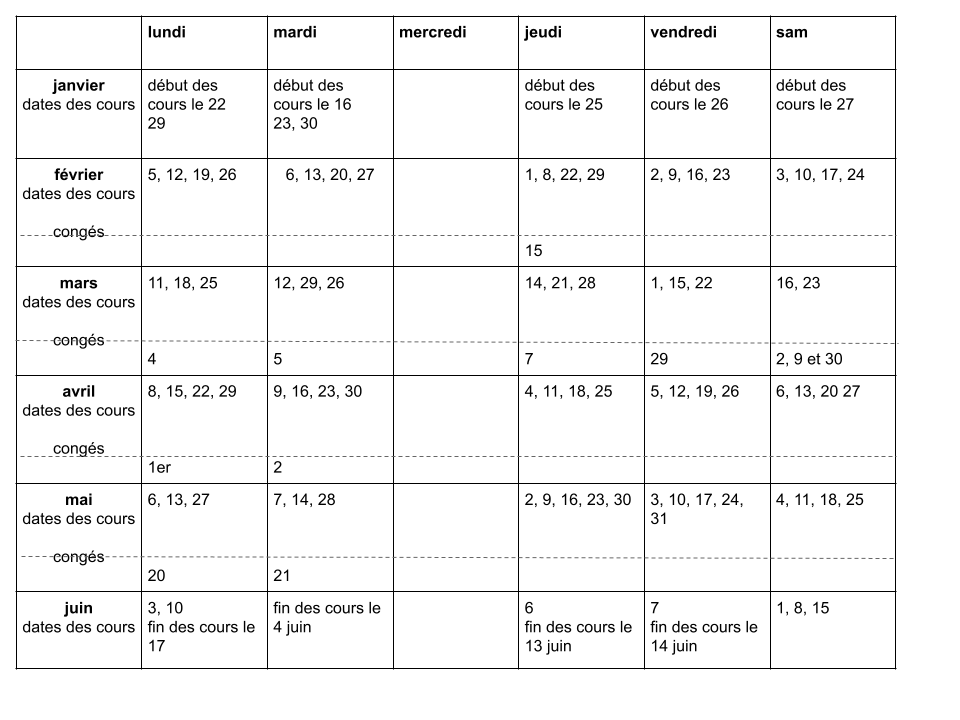 lundi
mardi
mercredi
jeudi
vendredi
sam
janvier
dates des cours
début des
cours le 22
29
début des
cours le 16
23, 30
début des
cours le 25
début des
cours le 26
début des
cours le 27
février
dates des cours
congés
5, 12, 19, 26
6, 13, 20, 27
1, 8, 22, 29
15
2, 9, 16, 23
3, 10, 17, 24
mars
dates des cours
congés
11, 18, 25
4
12, 29, 26
5
14, 21, 28
7
1, 15, 22
29
16, 23
2, 9 et 30
avril
dates des cours
congés
8, 15, 22, 29
1er
9, 16, 23, 30
2
4, 11, 18, 25
5, 12, 19, 26
6, 13, 20 27
mai
dates des cours
congés
6, 13, 27
20
7, 14, 28
21
2, 9, 16, 23, 30
3, 10, 17, 24,
31
4, 11, 18, 25
juin
dates des cours
3, 10
fin des cours le
17
fin des cours le
4 juin
6
fin des cours le
13 juin
7
fin des cours le
14 juin
1, 8, 15